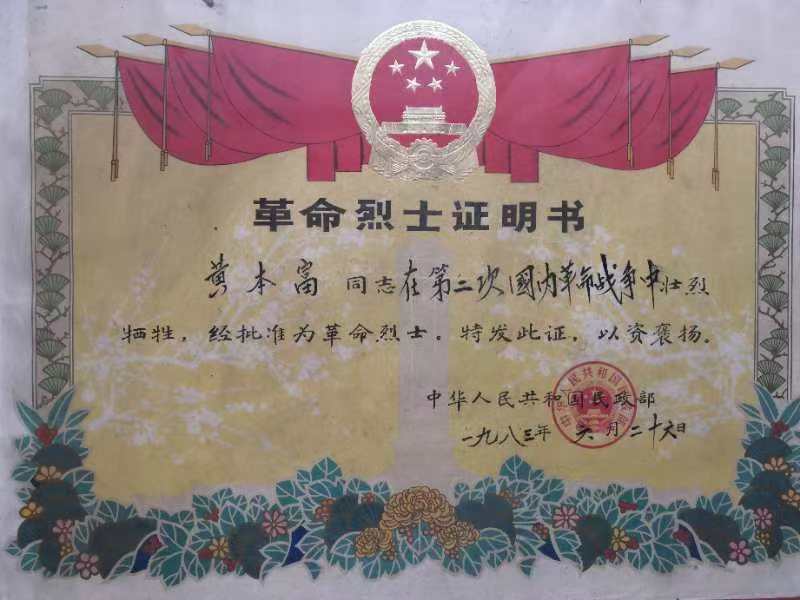 革命烈士证明书
黄本富 同志在第二次國内革命战争中壮烈
牺牲，经批准为革命烈士。特发此证，以资褒扬。
中华人民共和国民政部
一九八三年 六月二十六日